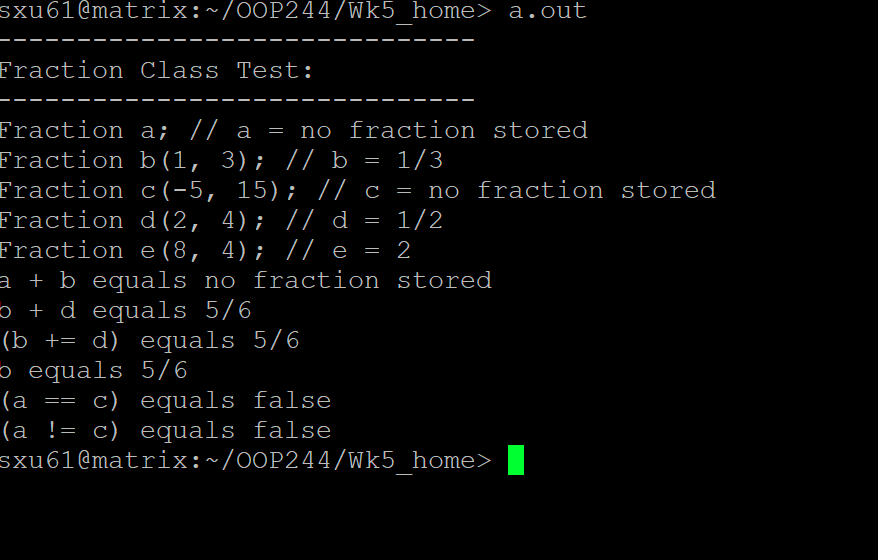 sxu61@matrix:~/OOP244/Wk5_home> a.out
------------------------------
Fraction Class Test:
------------------------------
Fraction a; // a = no fraction stored
Fraction b(1, 3); // b = 1/3
Fraction c(-5, 15); // c = no fraction stored
Fraction d(2, 4); // d = 1/2
Fraction e(8, 4); // e = 2
a + b equals no fraction stored
b + d equals 5/6
(b += d) equals 5/6
b equals 5/6
(a == c) equals false
(a != c) equals false
sxu61@matrix:~/OOP244/Wk5_home>